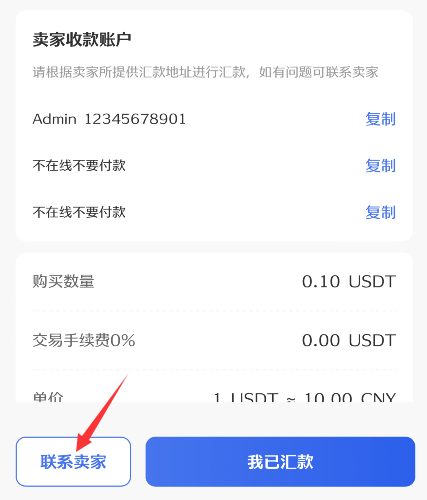 卖家收款账户
请根据卖家所提供汇款地址进行汇款，如有问题可联系卖家
Admin 12345678901 复制
不在线不要付款 复制
不在线不要付款 复制
购买数量 0.10 USDT
交易手续费0% 0.00 USDT
单价 1 USDT ≈ 10.00 CNY
联系卖家 我已汇款